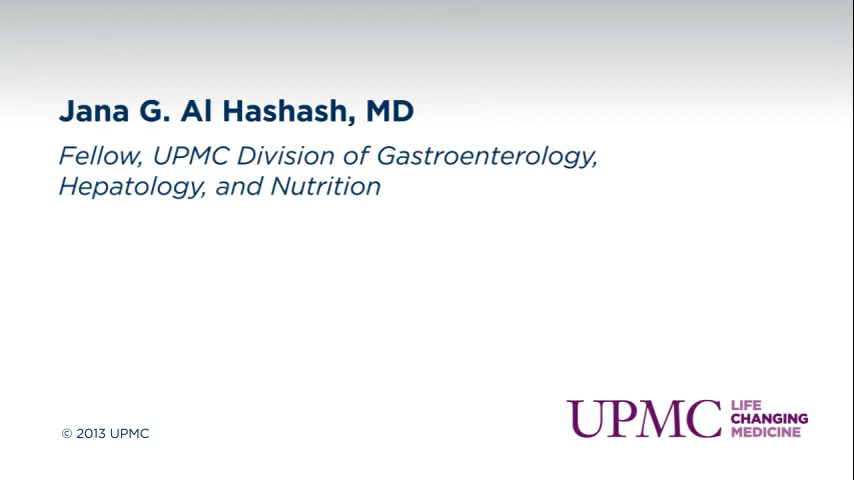 Jana G. Al Hashash, MD
Fellow, UPMC Division of Gastroenterology,
Hepatology, and Nutrition
© 2013 UPMC
UPMC
LIFE
CHANGING
MEDICINE